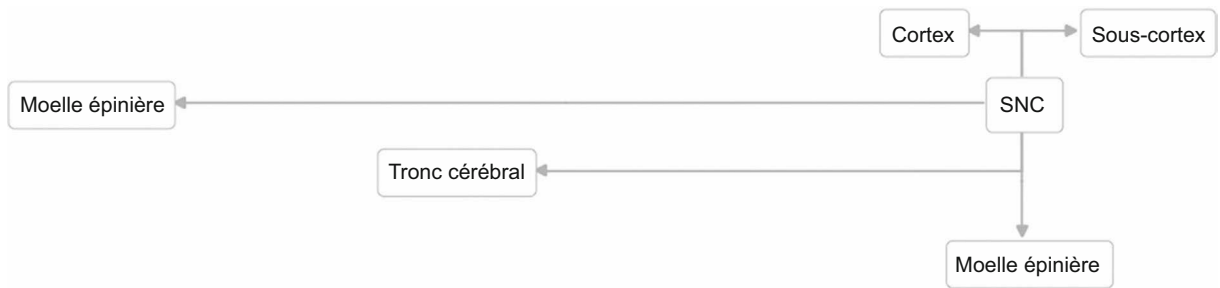 Cortex
Sous-cortex
Moelle épinière
SNC
Tronc cérébral
Moelle épinière